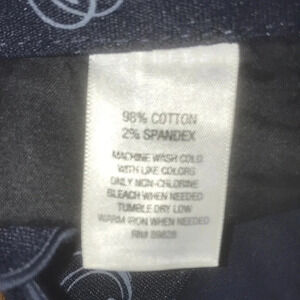 98% COTTON
2% SPANDEX
MACHINE WASH COLD
WITH LIKE COLORS
ONLY NON-CHLORINE
BLEACH WHEN NEEDED
TUMBLE DRY LOW
WARM IRON WHEN NEEDED
RN#